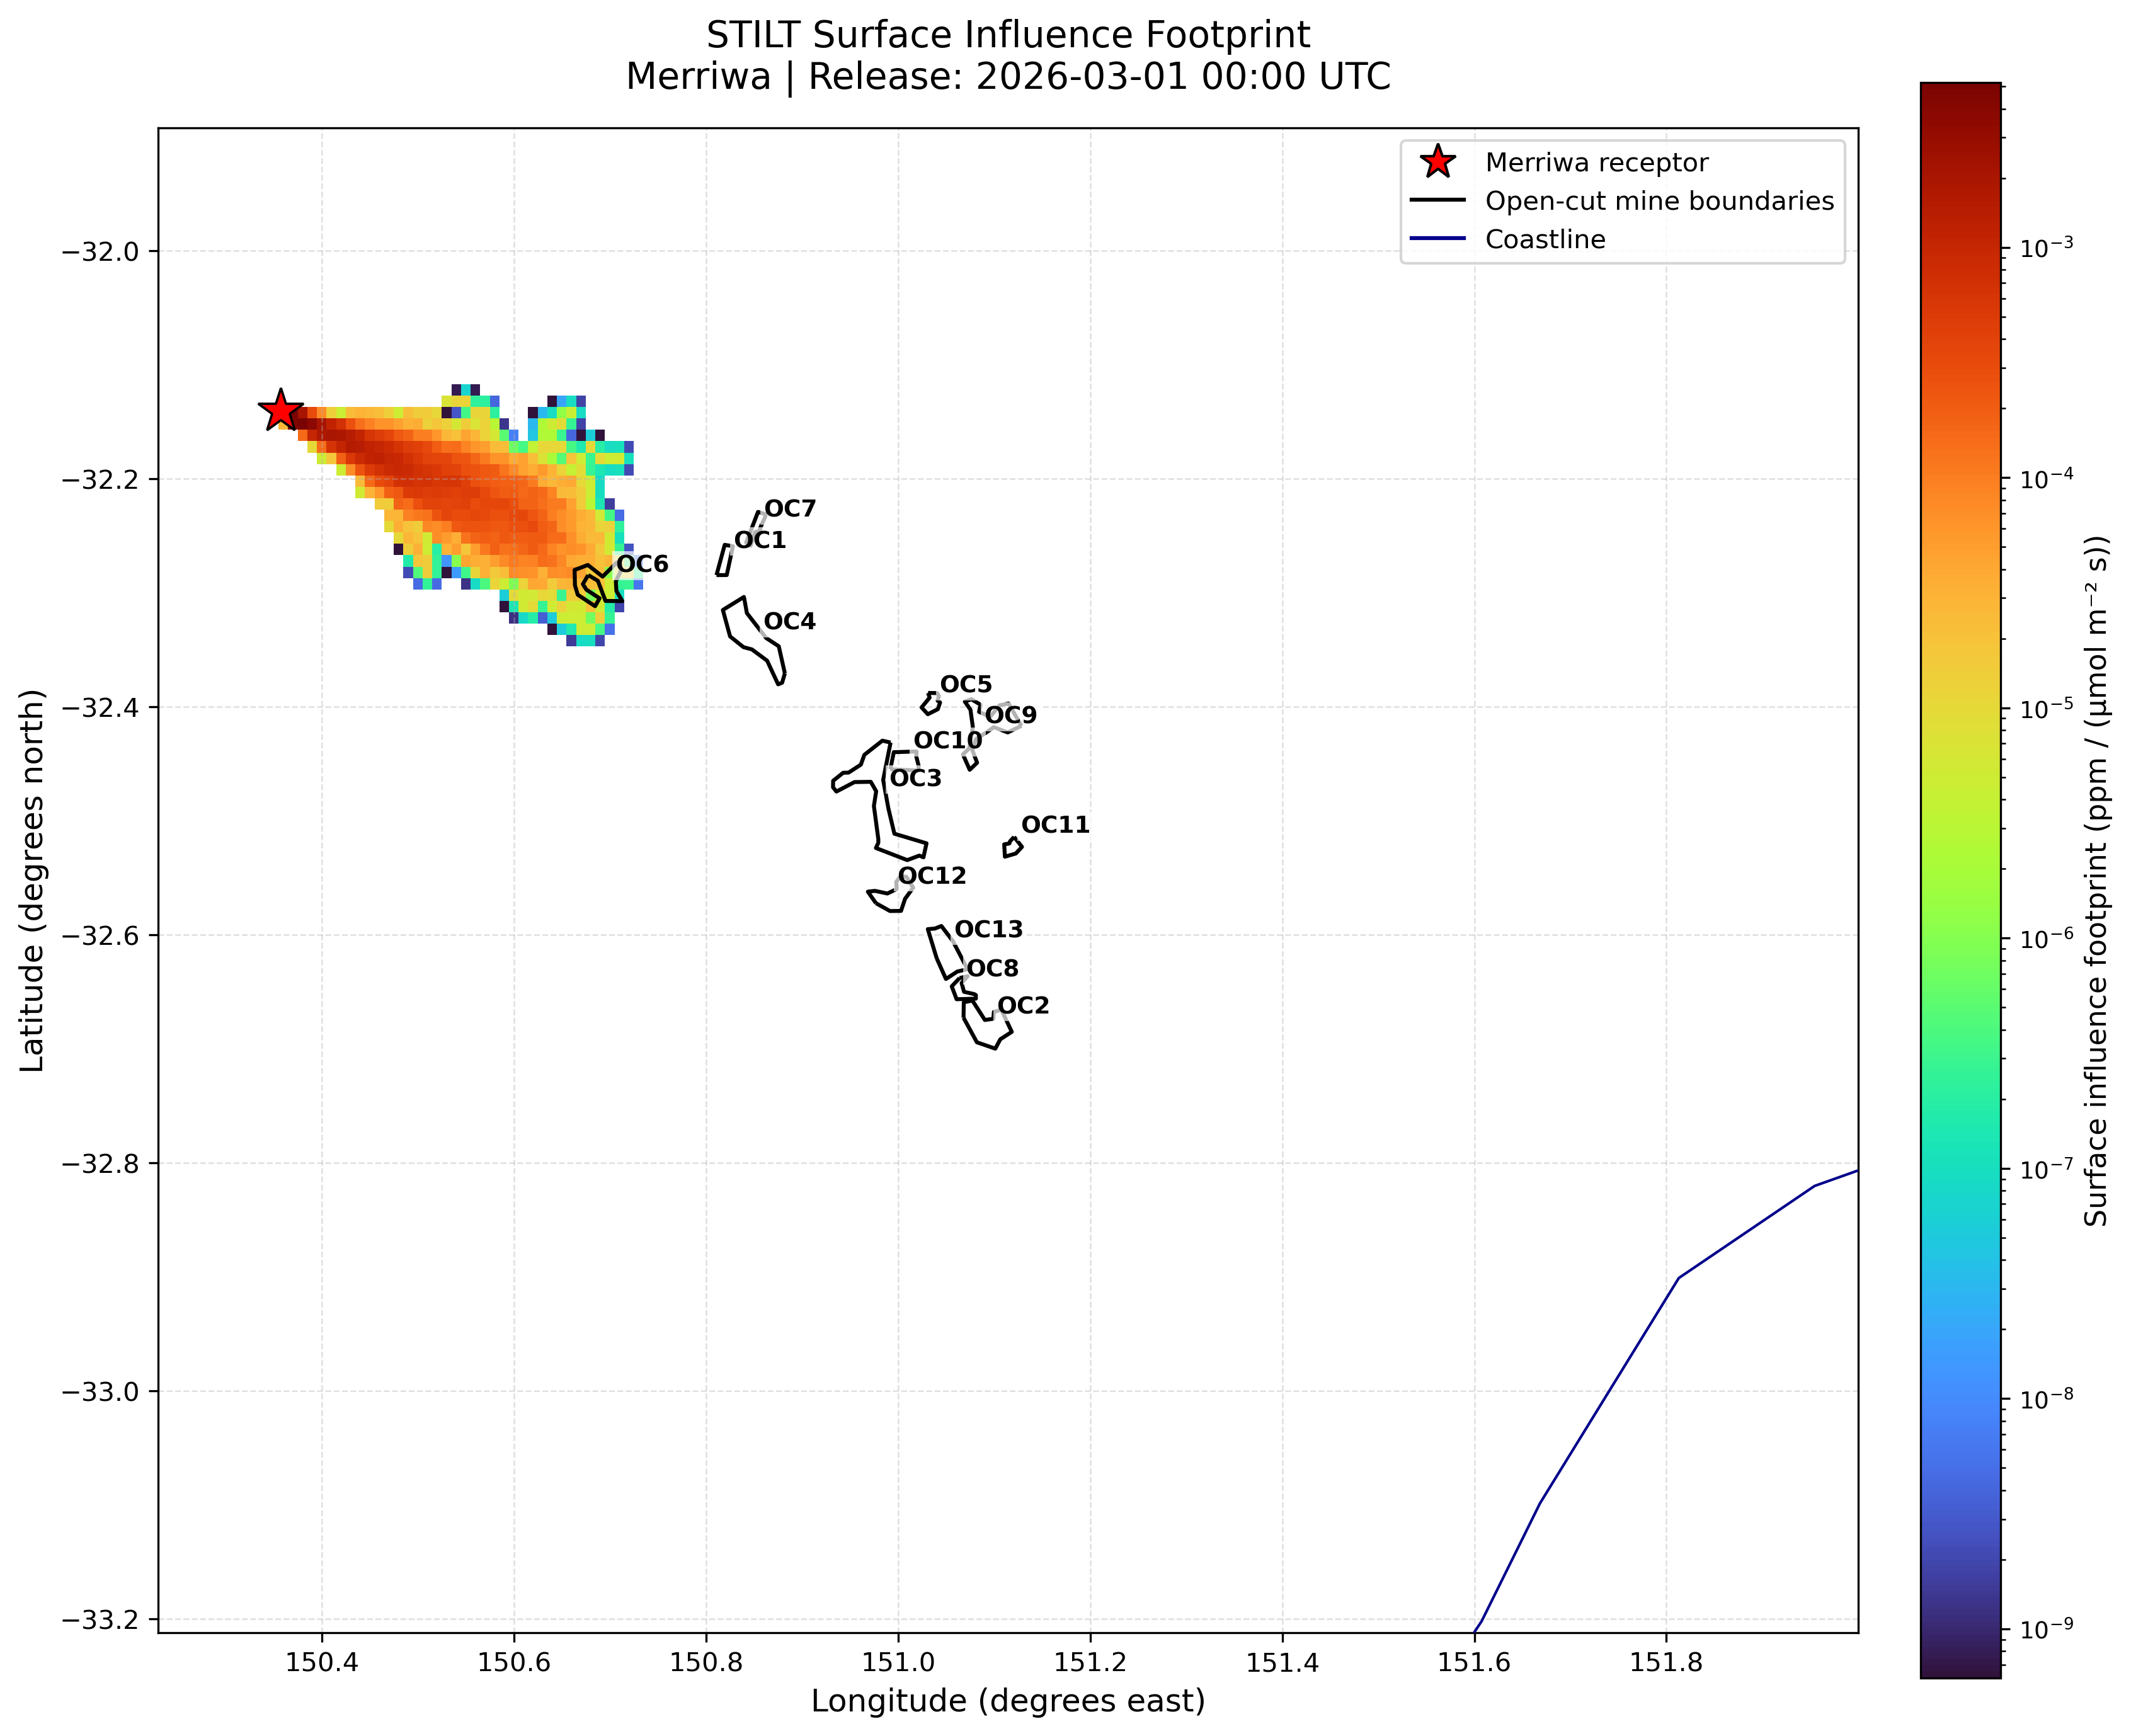 STILT Surface Influence Footprint
Merriwa | Release: 2026-03-01 00:00 UTC
Merriwa receptor
Open-cut mine boundaries
Coastline
−32.0
−32.2
−32.4
−32.6
−32.8
−33.0
−33.2
Latitude (degrees north)
OC7
OC1
OC6
OC4
OC5
OC9
OC10
OC3
OC11
OC12
OC13
OC8
OC2
150.4 150.6 150.8 151.0 151.2 151.4 151.6 151.8
Longitude (degrees east)
10⁻³
10⁻⁴
10⁻⁵
10⁻⁶
10⁻⁷
10⁻⁸
10⁻⁹
Surface influence footprint (ppm / (μmol m⁻² s))